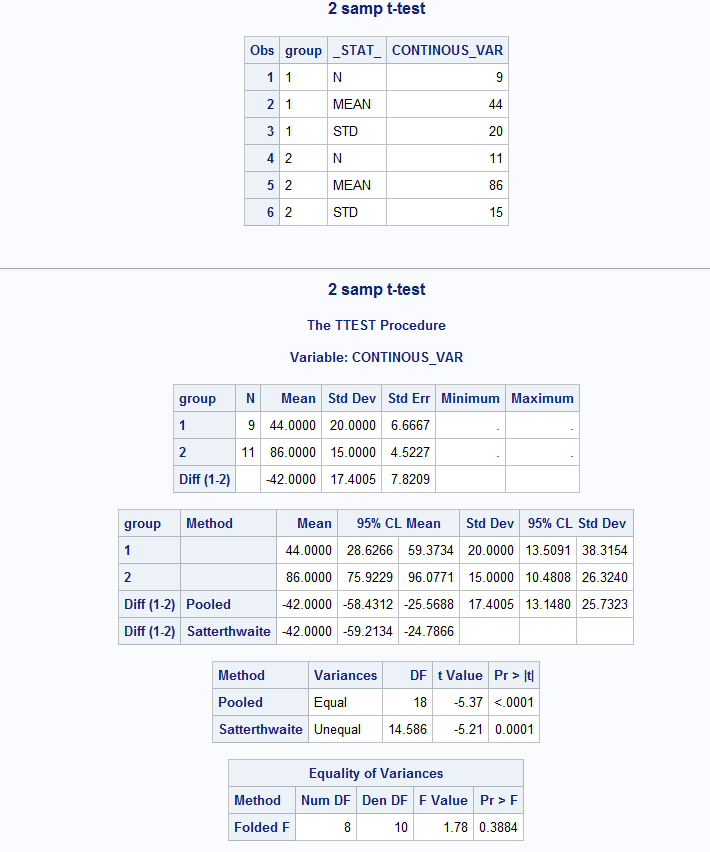 2 samp t-test
Obs group _STAT_ CONTINOUS_VAR
1 1 N 9
2 1 MEAN 44
3 1 STD 20
4 2 N 11
5 2 MEAN 86
6 2 STD 15
2 samp t-test
The TTEST Procedure
Variable: CONTINOUS_VAR
group N Mean Std Dev Std Err Minimum Maximum
1 9 44.0000 20.0000 6.6667 . .
2 11 86.0000 15.0000 4.5227 . .
Diff (1-2) -42.0000 17.4005 7.8209
group Method Mean 95% CL Mean Std Dev 95% CL Std Dev
1 44.0000 28.6266 59.3734 20.0000 13.5091 38.3154
2 86.0000 75.9229 96.0771 15.0000 10.4808 26.3240
Diff (1-2) Pooled -42.0000 -58.4312 -25.5688 17.4005 13.1480 25.7323
Diff (1-2) Satterthwaite -42.0000 -59.2134 -24.7866
Method Variances DF t Value Pr > |t|
Pooled Equal 18 -5.37 <.0001
Satterthwaite Unequal 14.586 -5.21 0.0001
Equality of Variances
Method Num DF Den DF F Value Pr > F
Folded F 8 10 1.78 0.3884